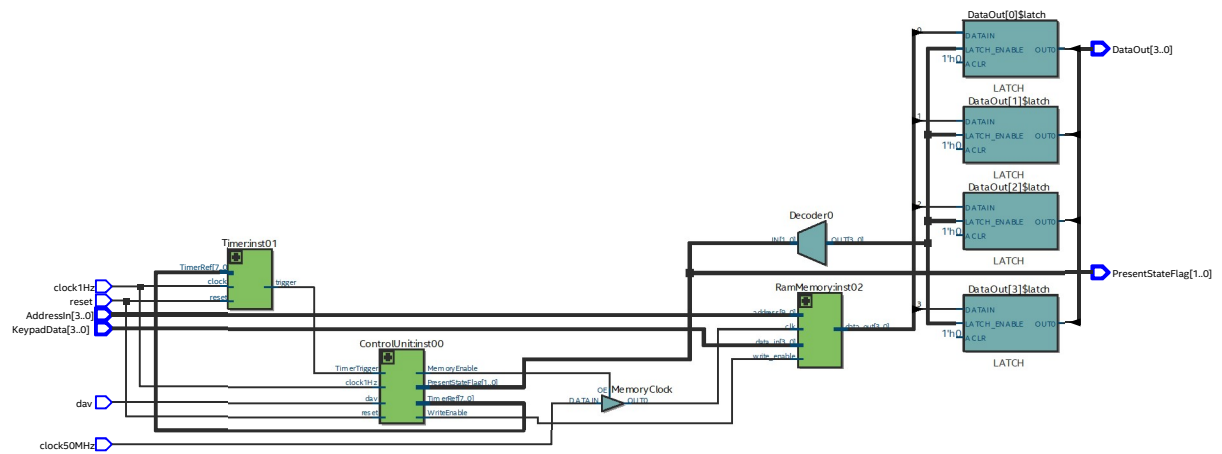 DataOut[0]$latch
0
DATAIN
LATCH_ENABLE OUT0
1'h0
ACLR
DataOut[3..0]
LATCH
DataOut[1]$latch
1
DATAIN
LATCH_ENABLE OUT0
1'h0
ACLR
LATCH
DataOut[2]$latch
2
DATAIN
LATCH_ENABLE OUT0
1'h0
ACLR
LATCH
Decoder0
IN[1..0] OUT[3..0]
PresentStateFlag[1..0]
DataOut[3]$latch
3
DATAIN
LATCH_ENABLE OUT0
1'h0
ACLR
LATCH
Timer:inst01
TimerRef[7..0]
clock
trigger
reset
clock1Hz
reset
AddressIn[3..0]
KeypadData[3..0]
RamMemory:inst02
address[3..0]
clk
data_out[3..0]
data_in[3..0]
write_enable
ControlUnit:inst00
TimerTrigger MemoryEnable
clock1Hz PresentStateFlag[1..0]
dav TimerRef[7..0]
reset WriteEnable
OE MemoryClock
DATAIN OUT0
dav
clock50MHz